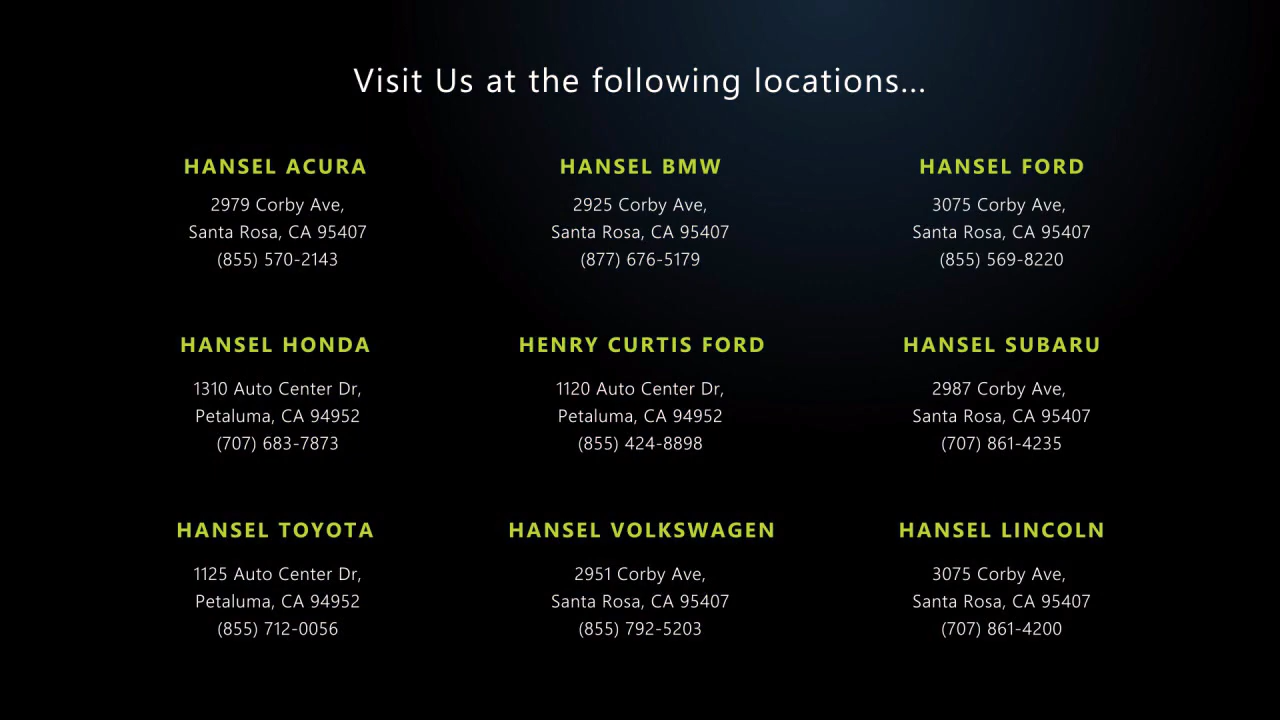 Visit Us at the following locations...
HANSEL ACURA
2979 Corby Ave,
Santa Rosa, CA 95407
(855) 570-2143
HANSEL BMW
2925 Corby Ave,
Santa Rosa, CA 95407
(877) 676-5179
HANSEL FORD
3075 Corby Ave,
Santa Rosa, CA 95407
(855) 569-8220
HANSEL HONDA
1310 Auto Center Dr,
Petaluma, CA 94952
(707) 683-7873
HENRY CURTIS FORD
1120 Auto Center Dr,
Petaluma, CA 94952
(855) 424-8898
HANSEL SUBARU
2987 Corby Ave,
Santa Rosa, CA 95407
(707) 861-4235
HANSEL TOYOTA
1125 Auto Center Dr,
Petaluma, CA 94952
(855) 712-0056
HANSEL VOLKSWAGEN
2951 Corby Ave,
Santa Rosa, CA 95407
(855) 792-5203
HANSEL LINCOLN
3075 Corby Ave,
Santa Rosa, CA 95407
(707) 861-4200